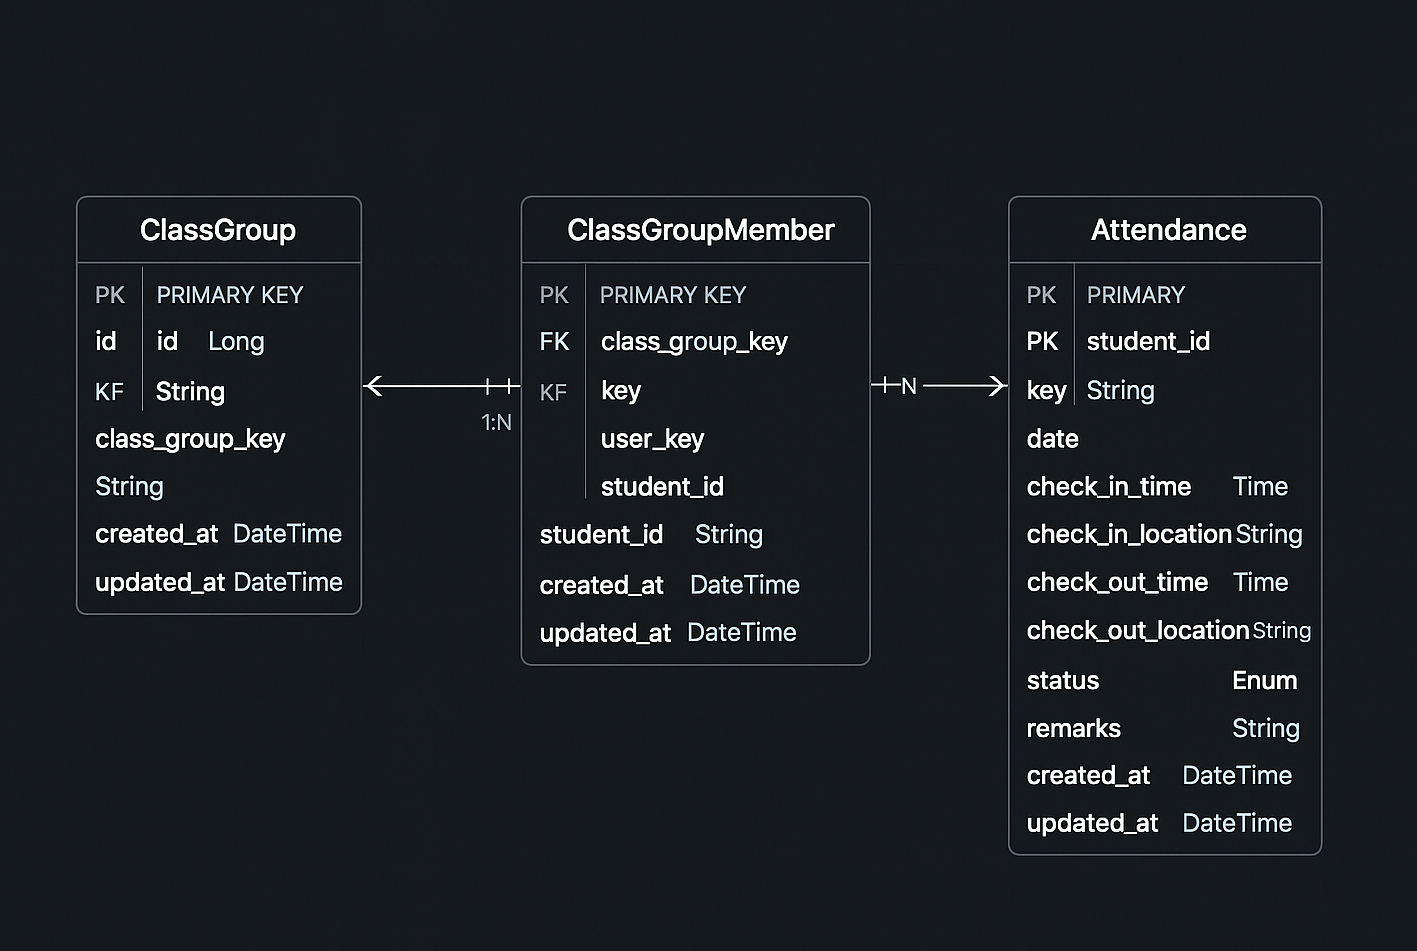 ClassGroup
PK PRIMARY KEY
id id Long
KF String
class_group_key
String
created_at DateTime
updated_at DateTime
1:N
ClassGroupMember
PK PRIMARY KEY
FK class_group_key
KF key
user_key
student_id
student_id String
created_at DateTime
updated_at DateTime
N
Attendance
PK PRIMARY
PK student_id
key String
date
check_in_time Time
check_in_location String
check_out_time Time
check_out_location String
status Enum
remarks String
created_at DateTime
updated_at DateTime